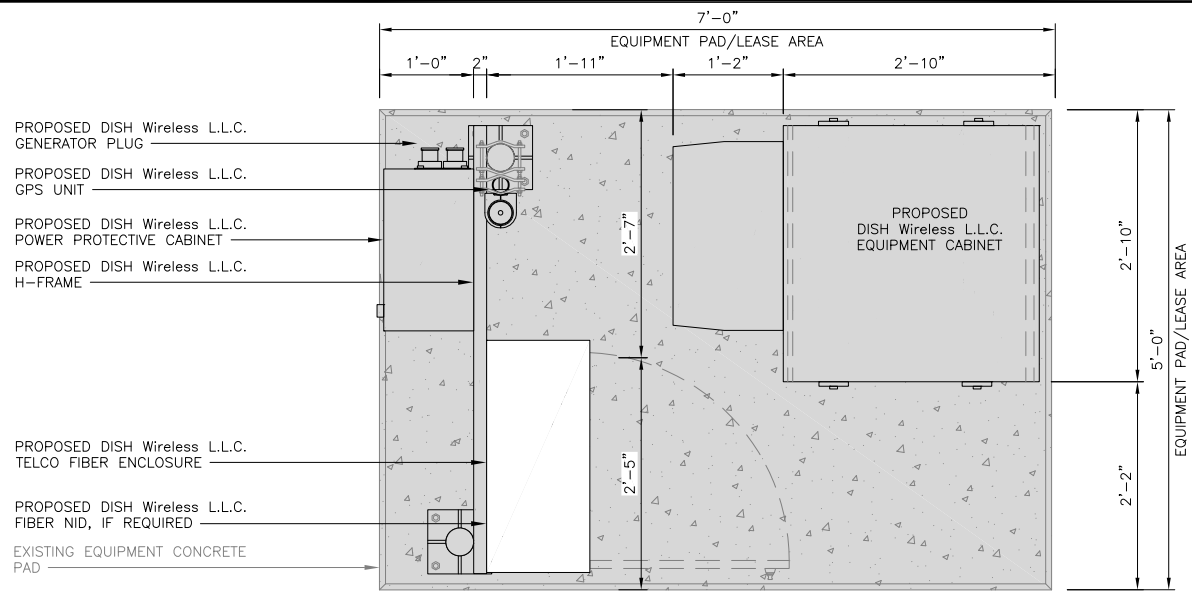 7'-0"
EQUIPMENT PAD/LEASE AREA
1'-0"
2"
1'-11"
1'-2"
2'-10"
PROPOSED DISH Wireless L.L.C.
GENERATOR PLUG
PROPOSED DISH Wireless L.L.C.
GPS UNIT
PROPOSED DISH Wireless L.L.C.
POWER PROTECTIVE CABINET
PROPOSED DISH Wireless L.L.C.
H-FRAME
PROPOSED DISH Wireless L.L.C.
TELCO FIBER ENCLOSURE
PROPOSED DISH Wireless L.L.C.
FIBER NID, IF REQUIRED
EXISTING EQUIPMENT CONCRETE
PAD
2'-7"
2'-5"
PROPOSED
DISH Wireless L.L.C.
EQUIPMENT CABINET
2'-10"
2'-2"
5'-0"
EQUIPMENT PAD/LEASE AREA